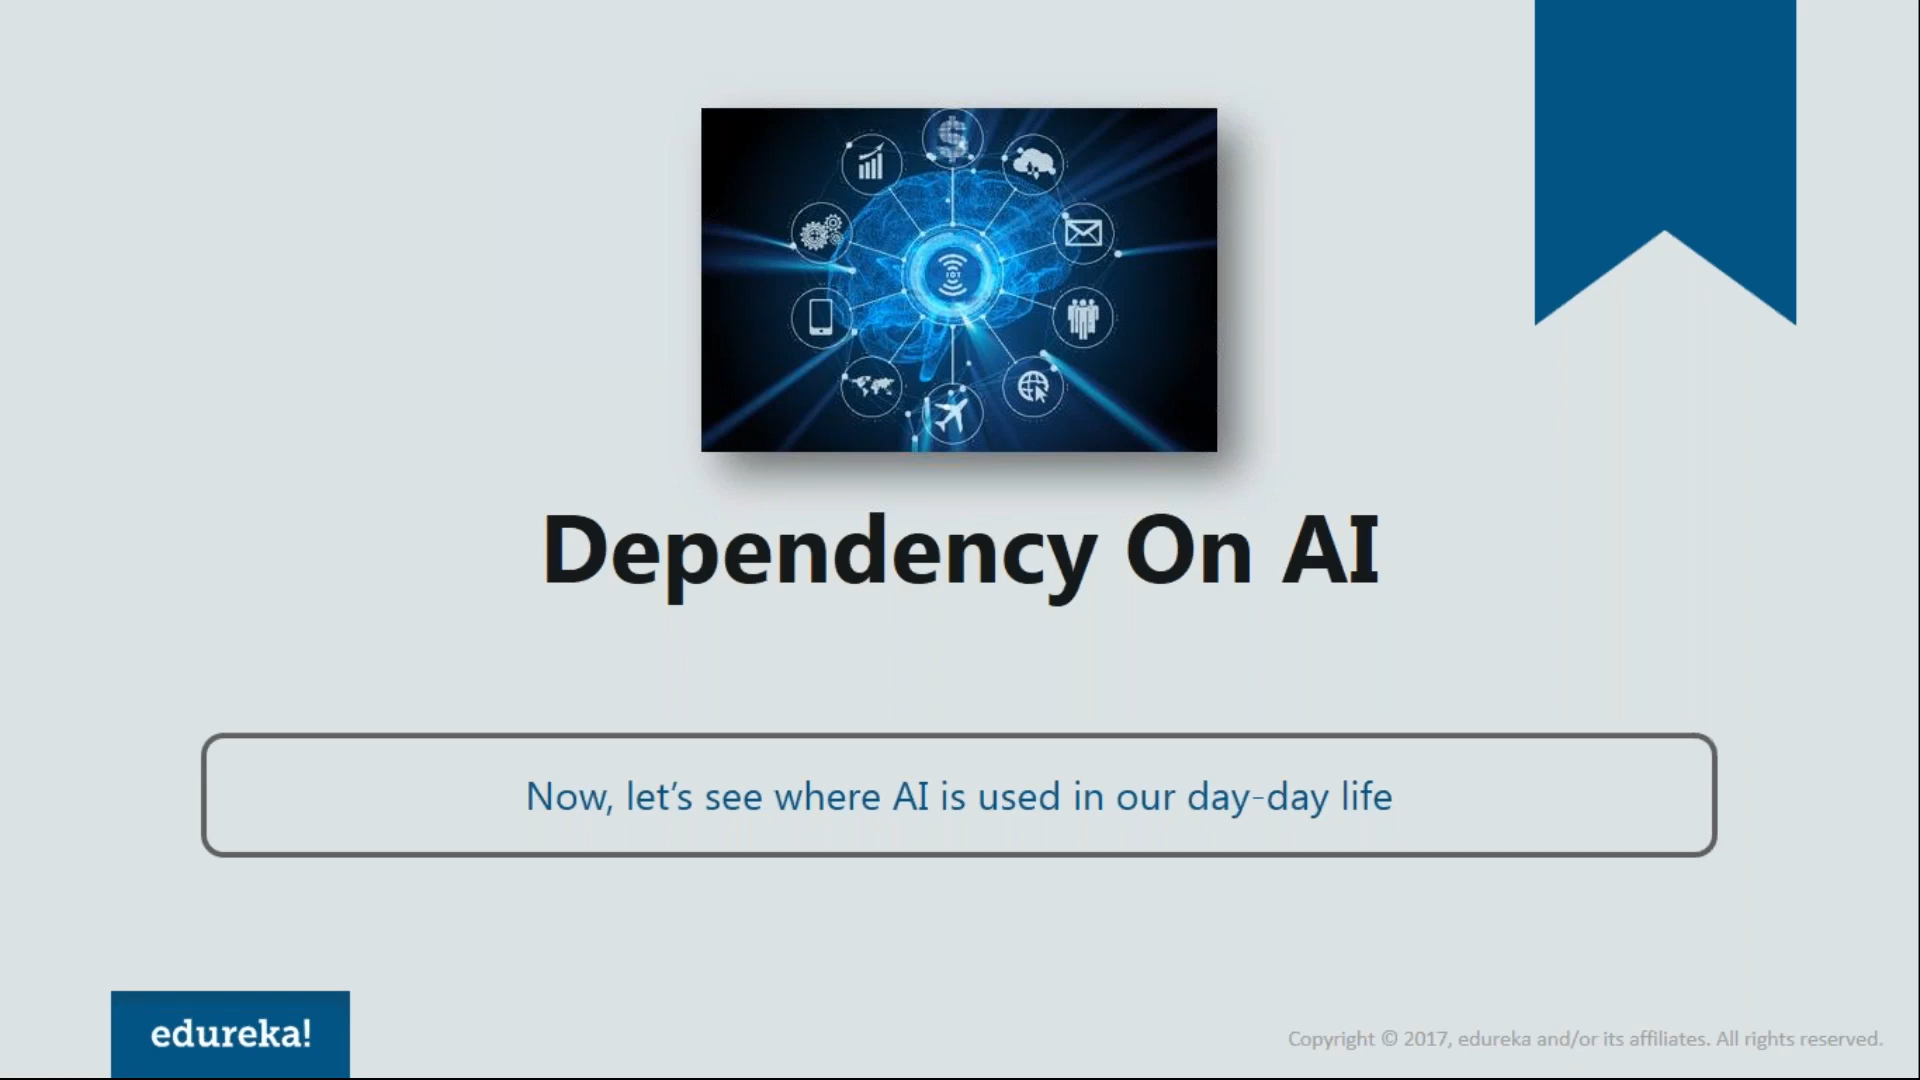 $
IOT
Dependency On AI
Now, let's see where AI is used in our day-day life
edureka!
Copyright © 2017, edureka and/or its affiliates. All rights reserved.